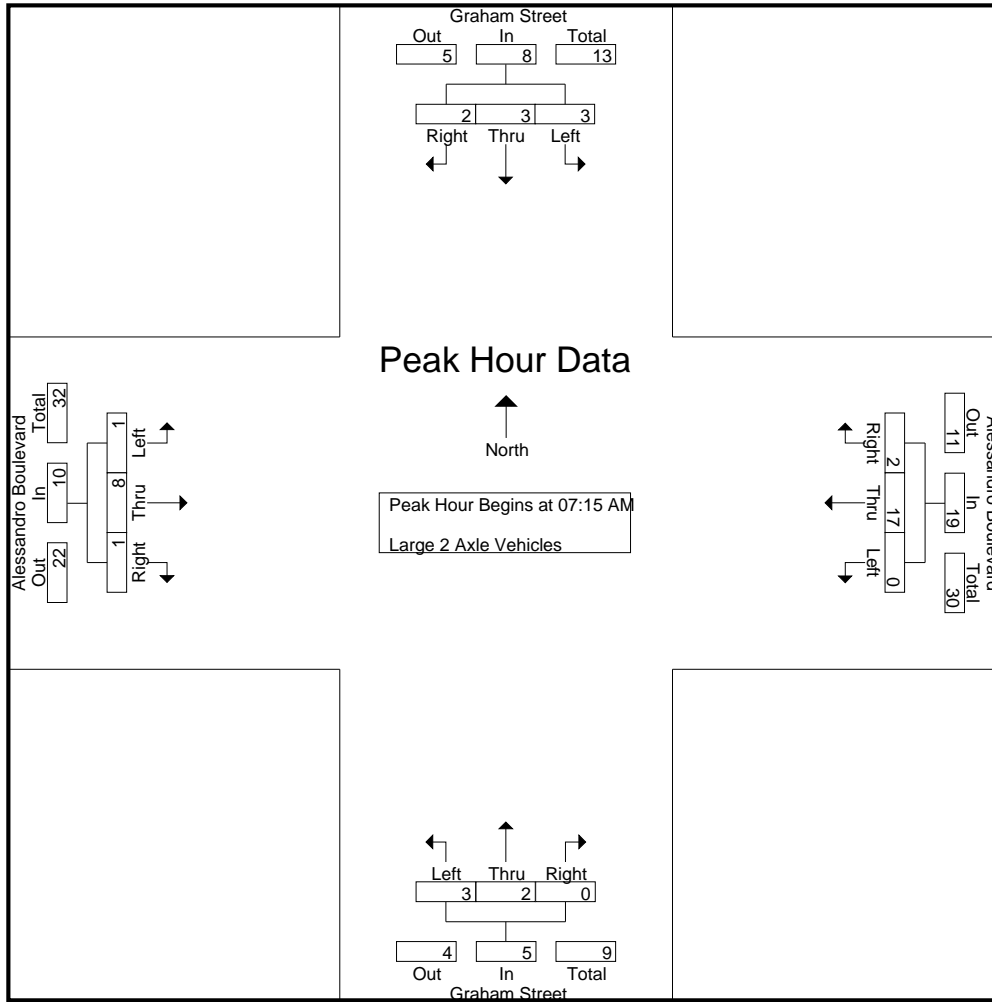 Graham Street
Out In Total
5 8 13
2 3 3
Right Thru Left
Peak Hour Data
North
Peak Hour Begins at 07:15 AM
Large 2 Axle Vehicles
Alessandro Boulevard
Total In Out
32 10 22
1 8 1
Left Thru Right
Alessandro Boulevard
Out In Total
11 19 30
2 17 0
Right Thru Left
Left Thru Right
3 2 0
4 5 9
Out In Total
Graham Street